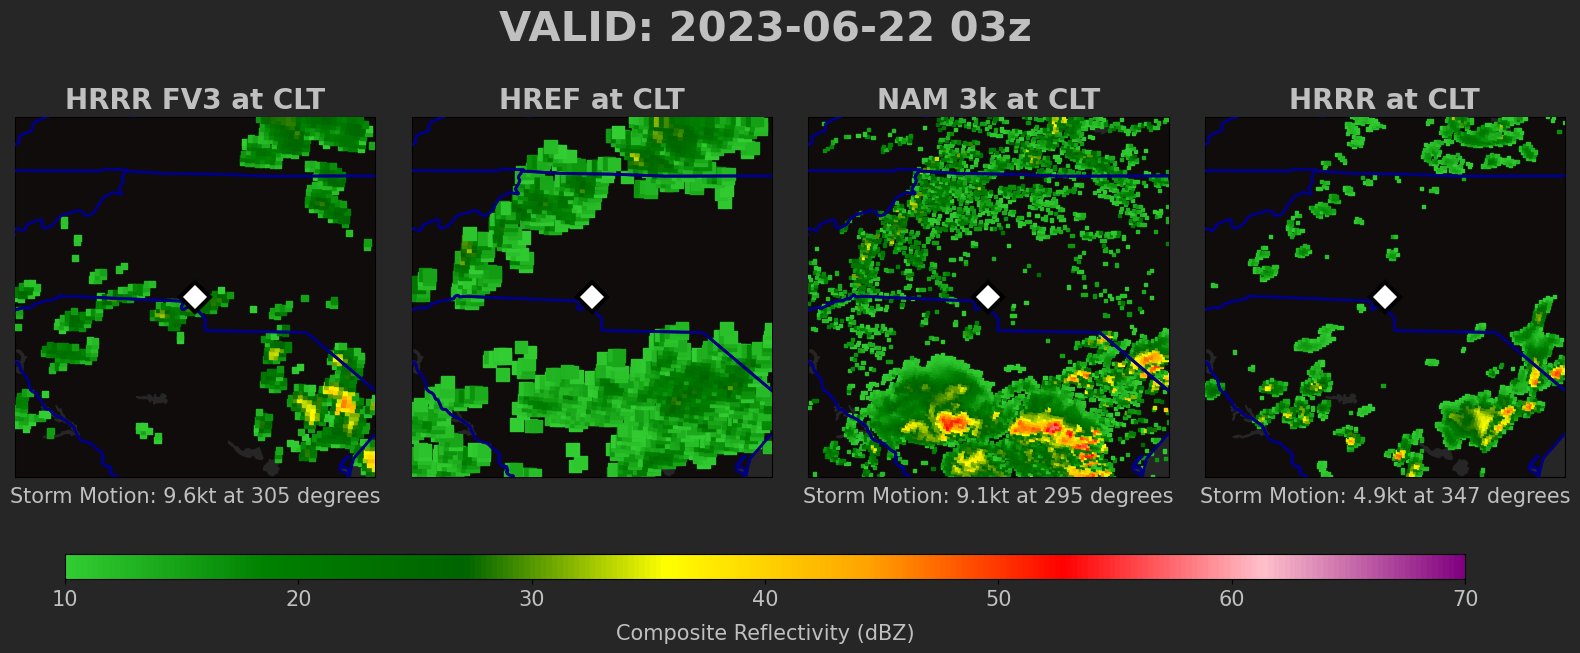 VALID: 2023-06-22 03z
HRRR FV3 at CLT
HREF at CLT
NAM 3k at CLT
HRRR at CLT
Storm Motion: 9.6kt at 305 degrees
Storm Motion: 9.1kt at 295 degrees
Storm Motion: 4.9kt at 347 degrees
10 20 30 40 50 60 70
Composite Reflectivity (dBZ)